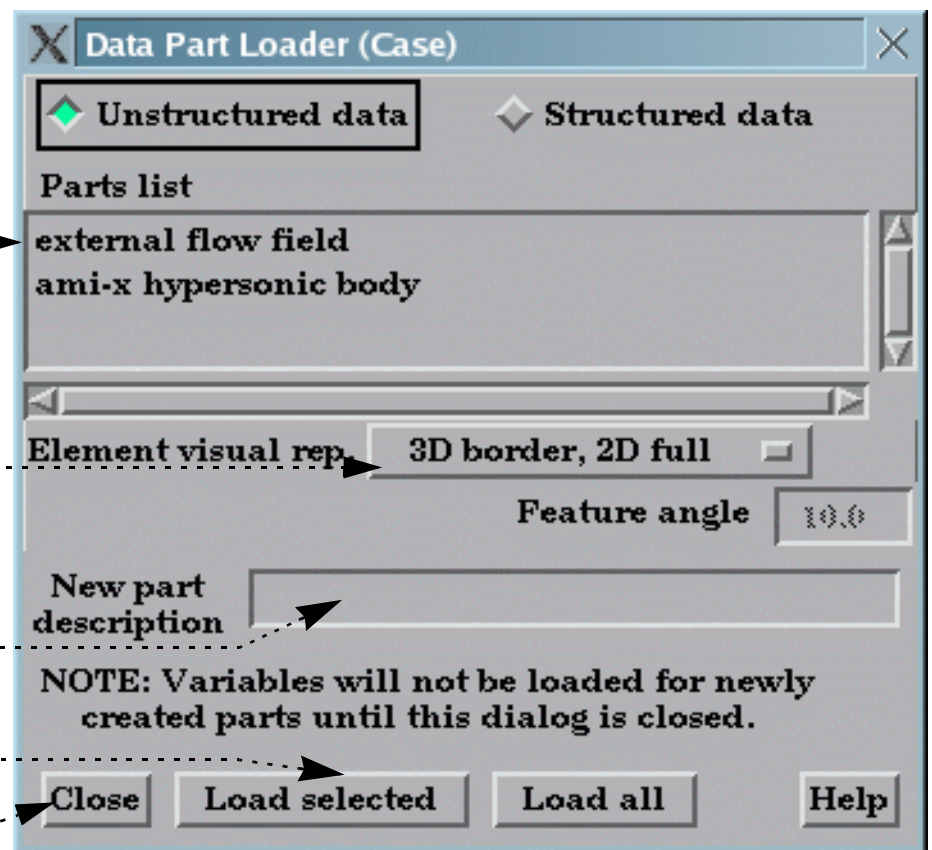 Data Part Loader (Case)
Unstructured data Structured data
Parts list
external flow field
ami-x hypersonic body
Element visual rep. 3D border, 2D full
Feature angle 10.0
New part
description
NOTE: Variables will not be loaded for newly
created parts until this dialog is closed.
Close Load selected Load all Help